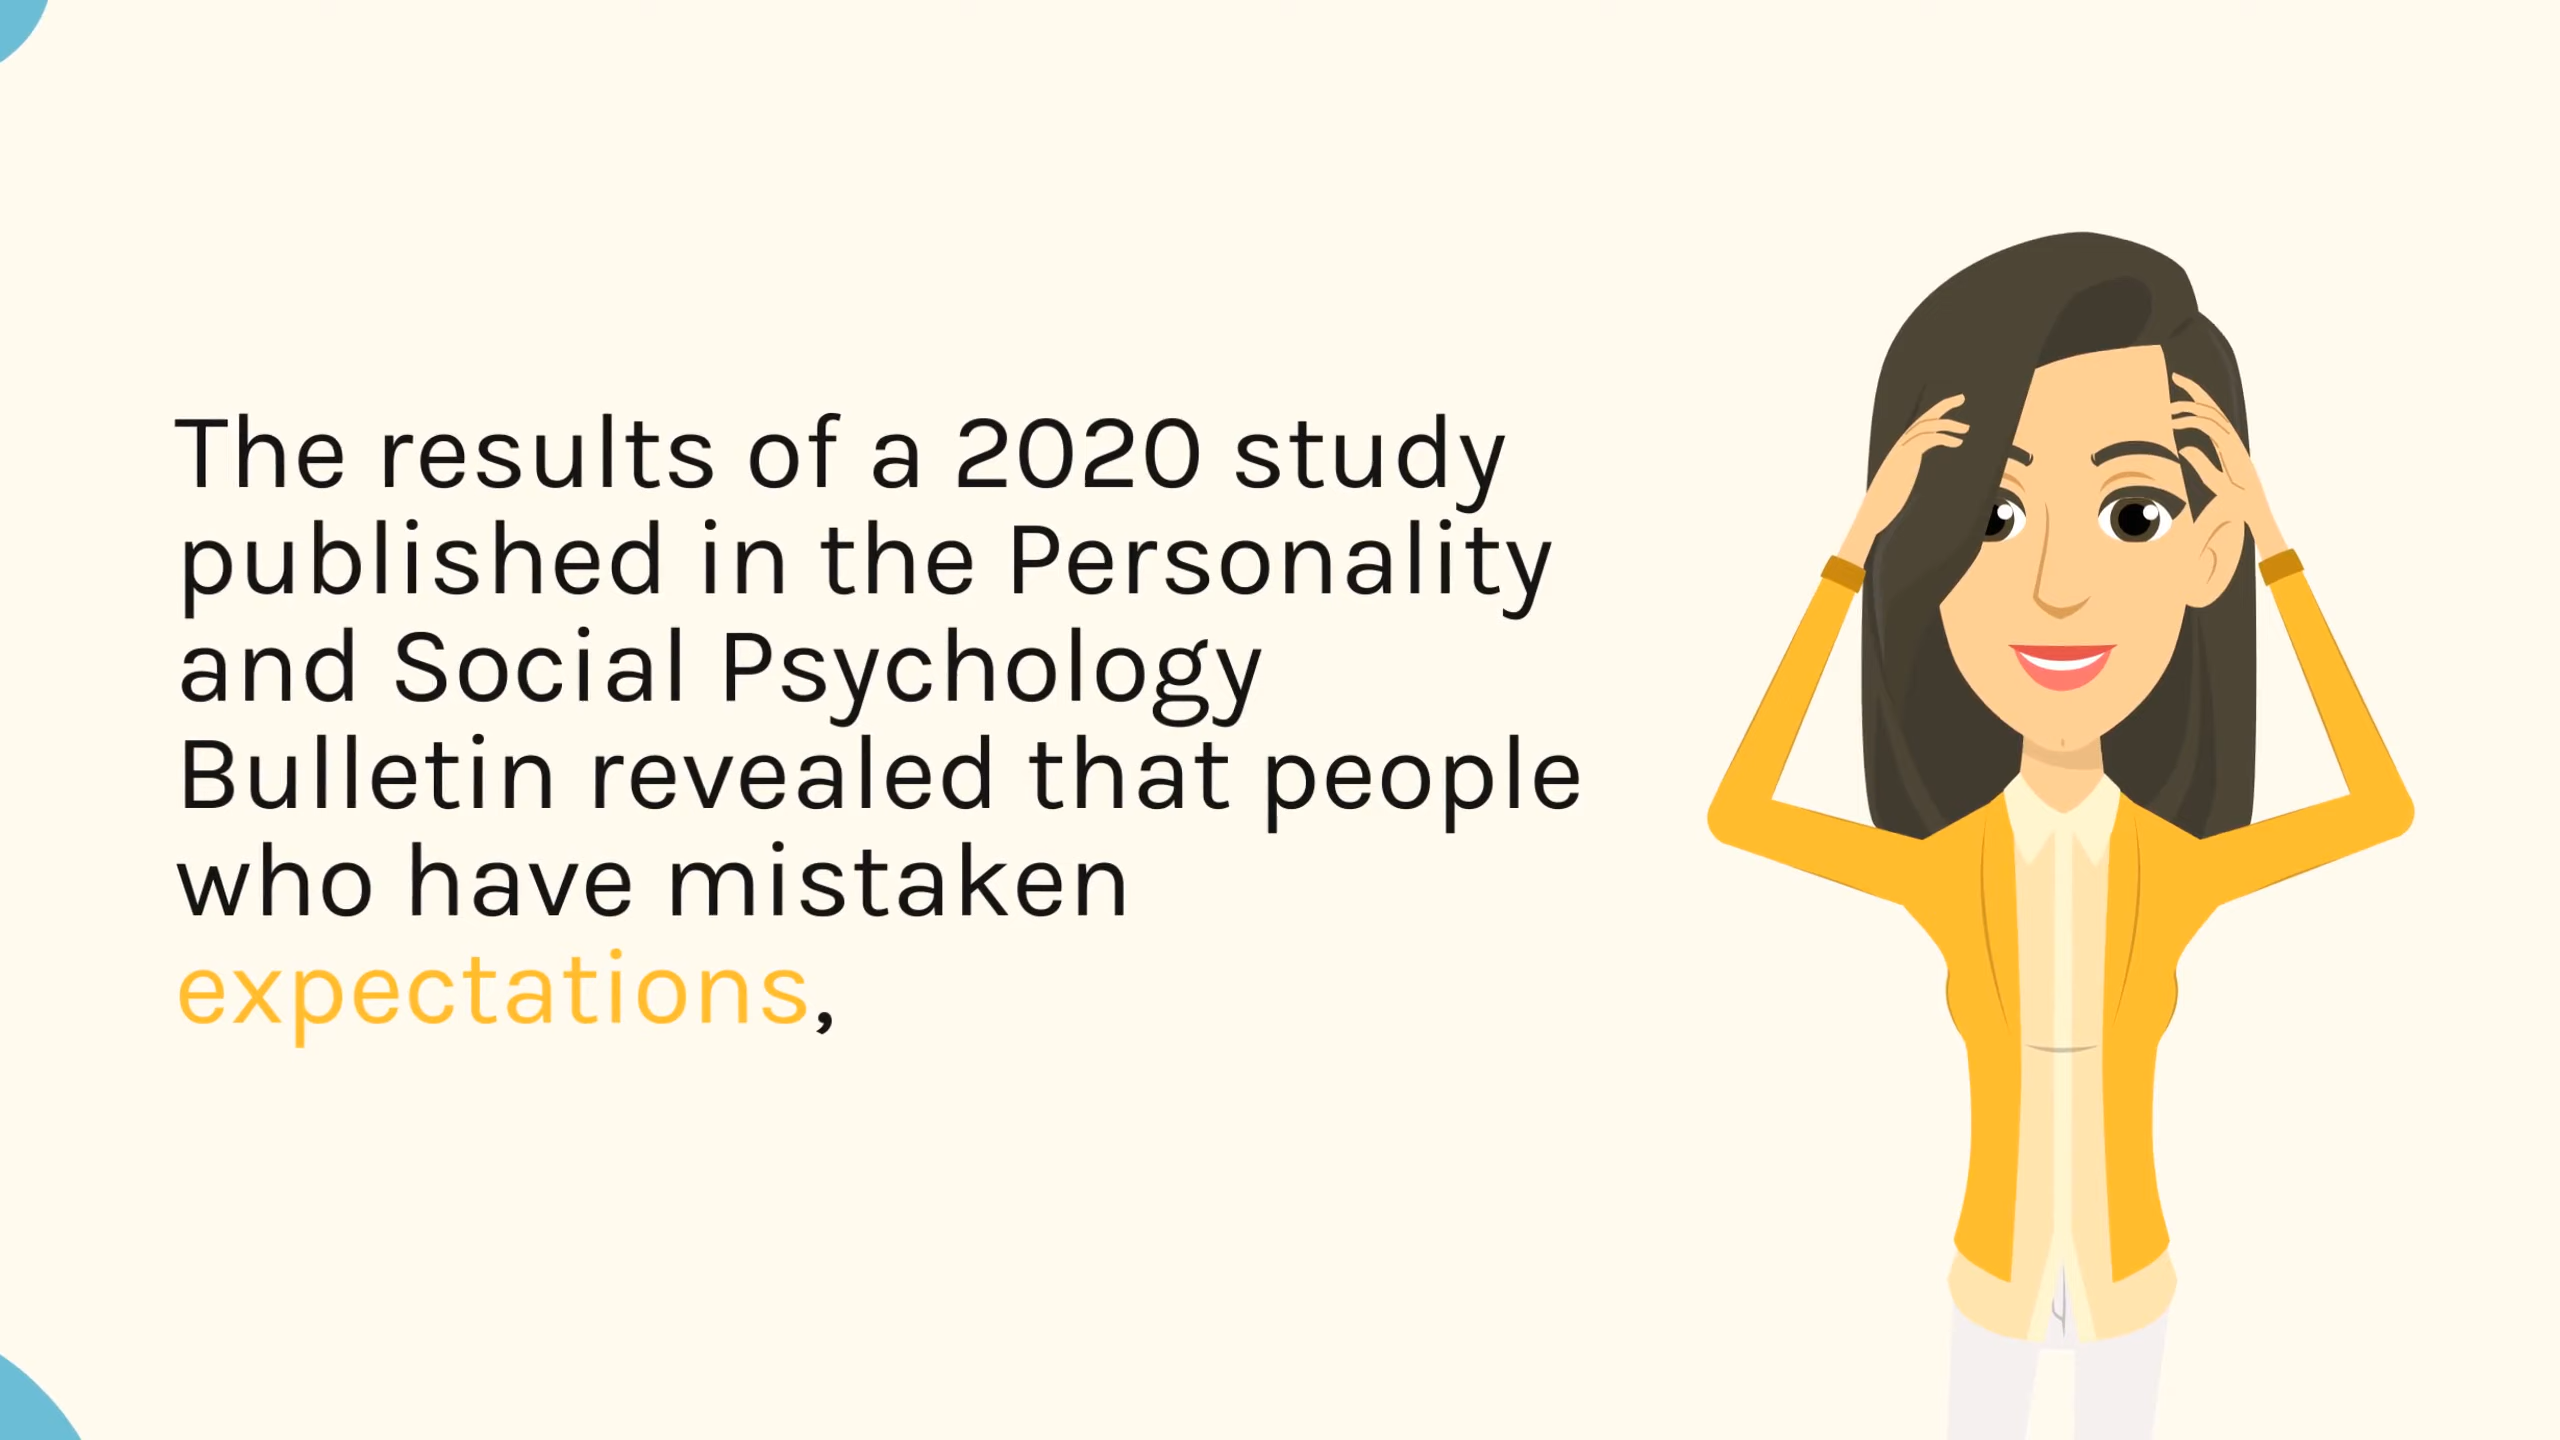 The results of a 2020 study
published in the Personality
and Social Psychology
Bulletin revealed that people
who have mistaken
expectations,